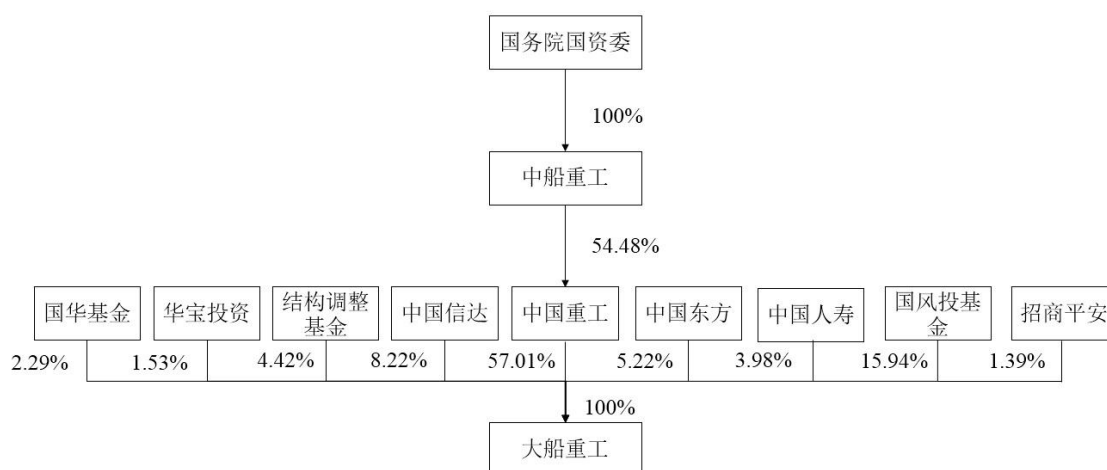 国务院国资委
100%
中船重工
54.48%
国华基金
华宝投资
结构调整
基金
中国信达
中国重工
中国东方
中国人寿
国风投基
金
招商平安
2.29%
1.53%
4.42%
8.22%
57.01%
5.22%
3.98%
15.94%
1.39%
100%
大船重工